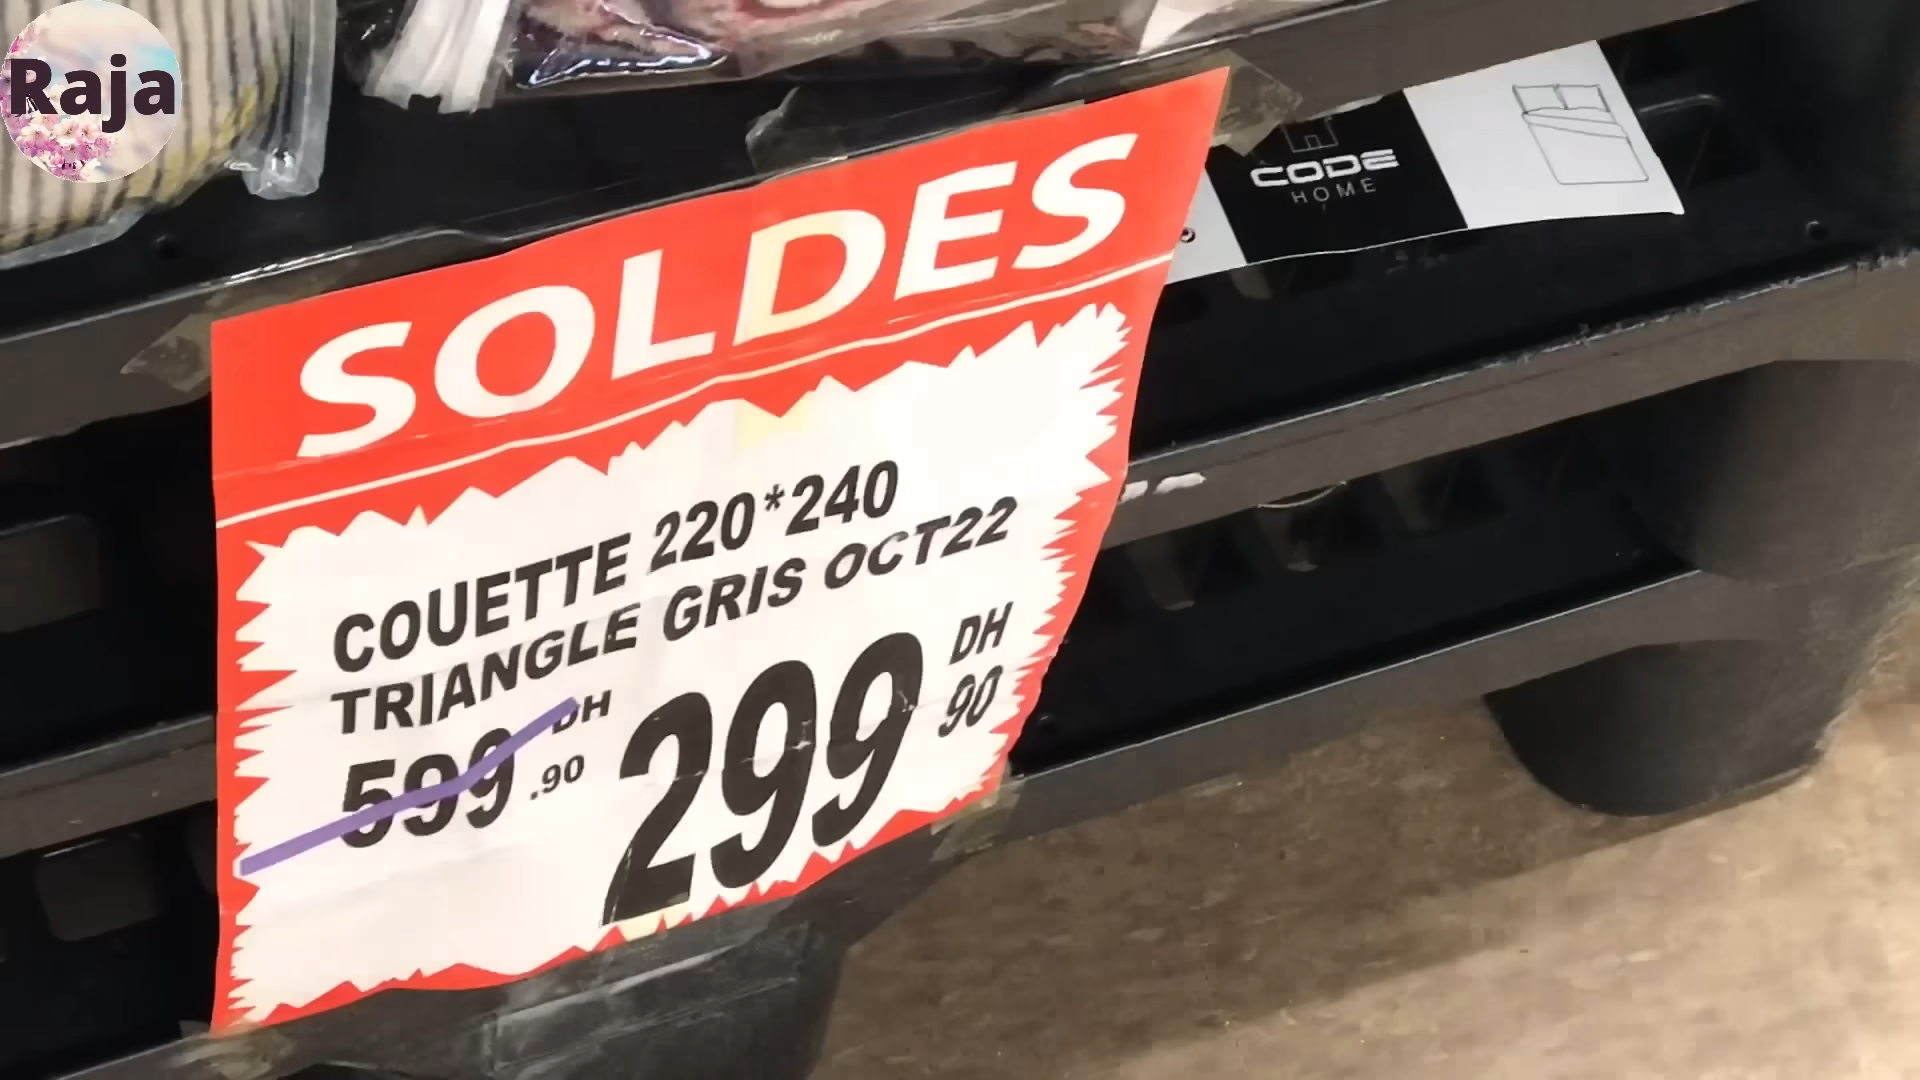 Raja
SOLDES
CODE
HOME
COUETTE 220*240
TRIANGLE GRIS OCT22
599 DH .90
299 DH 90